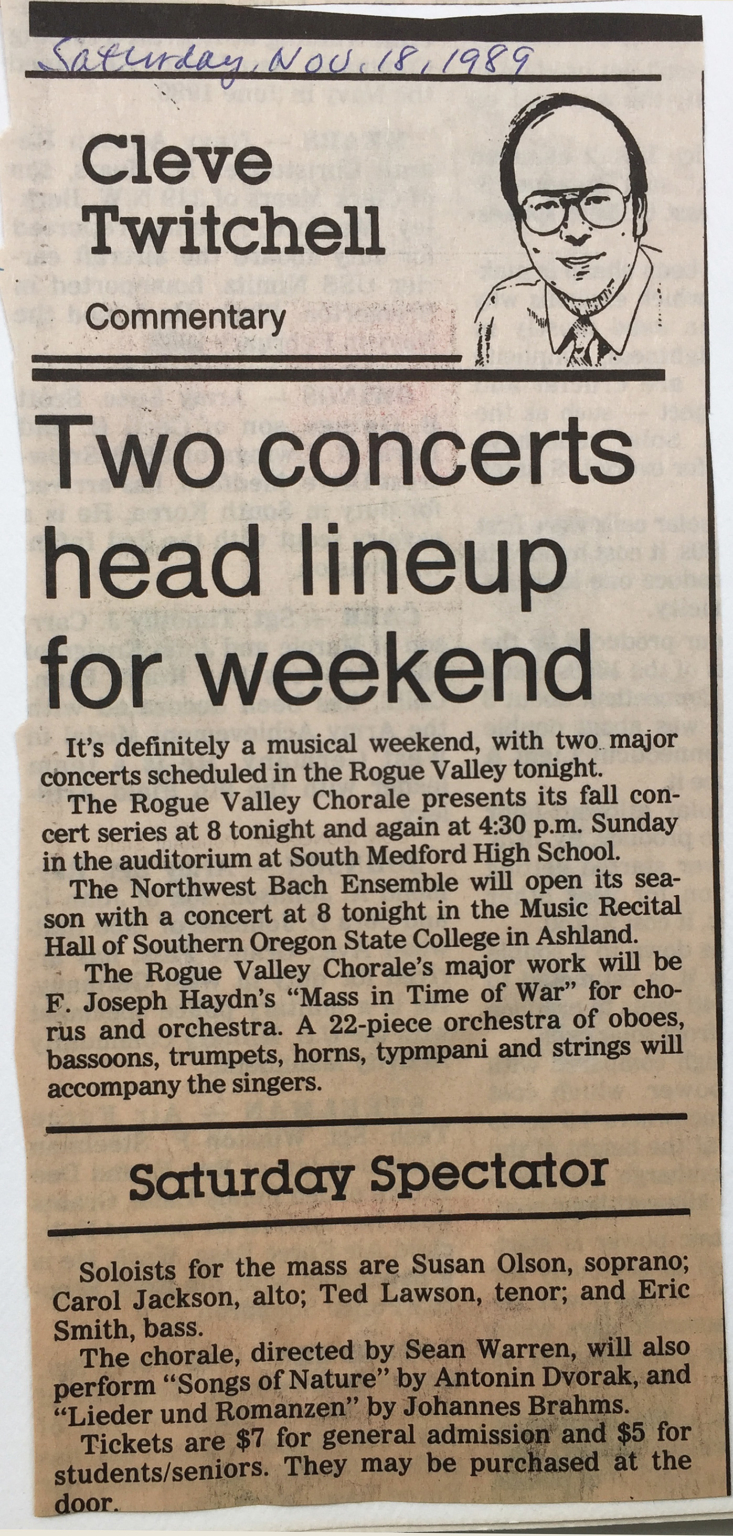 Saturday, Nov. 18, 1989
Cleve
Twitchell
Commentary
Two concerts
head lineup
for weekend
It's definitely a musical weekend, with two major
concerts scheduled in the Rogue Valley tonight.
The Rogue Valley Chorale presents its fall con-
cert series at 8 tonight and again at 4:30 p.m. Sunday
in the auditorium at South Medford High School.
The Northwest Bach Ensemble will open its sea-
son with a concert at 8 tonight in the Music Recital
Hall of Southern Oregon State College in Ashland.
The Rogue Valley Chorale's major work will be
F. Joseph Haydn's “Mass in Time of War” for cho-
rus and orchestra. A 22-piece orchestra of oboes,
bassoons, trumpets, horns, typmpani and strings will
accompany the singers.
Saturday Spectator
Soloists for the mass are Susan Olson, soprano;
Carol Jackson, alto; Ted Lawson, tenor; and Eric
Smith, bass.
The chorale, directed by Sean Warren, will also
perform “Songs of Nature” by Antonin Dvorak, and
“Lieder und Romanzen” by Johannes Brahms.
Tickets are $7 for general admission and $5 for
students/seniors. They may be purchased at the
door.